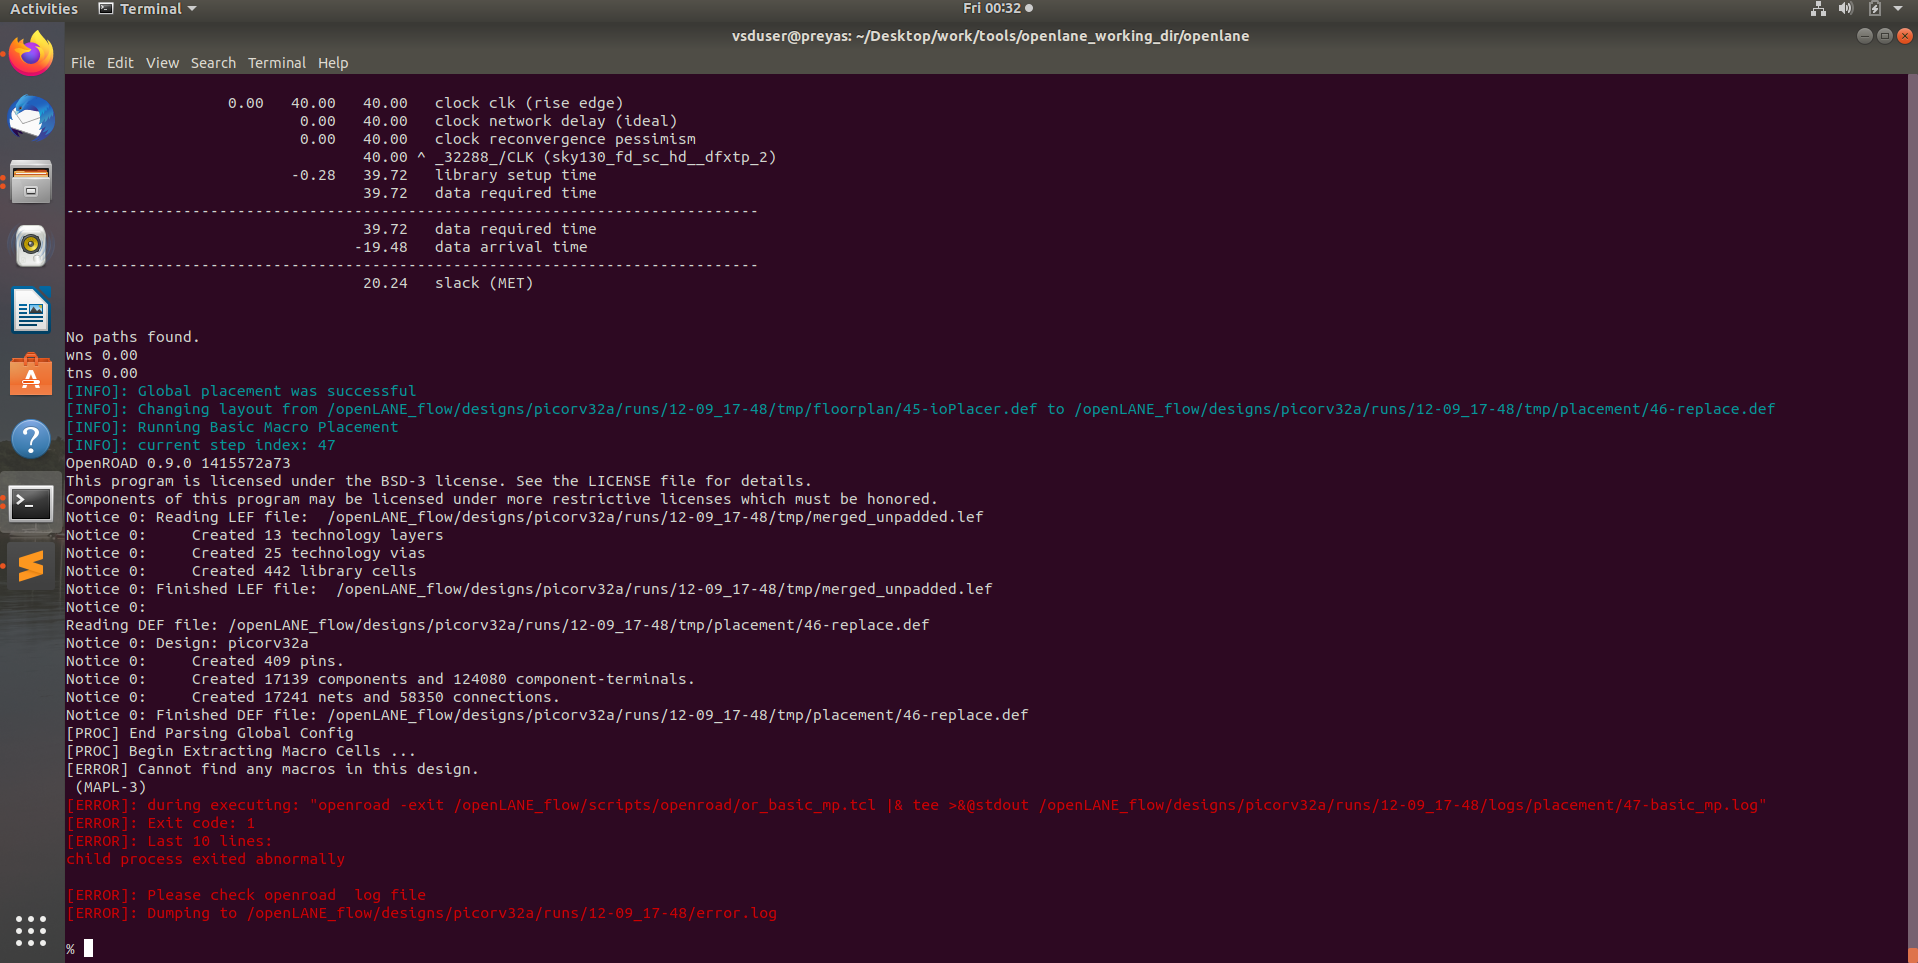 Activities Terminal Fri 00:32
vsduser@preyas: ~/Desktop/work/tools/openlane_working_dir/openlane
File Edit View Search Terminal Help
0.00 40.00 40.00 clock clk (rise edge)
0.00 40.00 clock network delay (ideal)
0.00 40.00 clock reconvergence pessimism
40.00 ^ _32288_/CLK (sky130_fd_sc_hd__dfxtp_2)
-0.28 39.72 library setup time
39.72 data required time
-----------------------------------------------------------------------------
39.72 data required time
-19.48 data arrival time
-----------------------------------------------------------------------------
20.24 slack (MET)
No paths found.
wns 0.00
tns 0.00
[INFO]: Global placement was successful
[INFO]: Changing layout from /openLANE_flow/designs/picorv32a/runs/12-09_17-48/tmp/floorplan/45-ioPlacer.def to /openLANE_flow/designs/picorv32a/runs/12-09_17-48/tmp/placement/46-replace.def
[INFO]: Running Basic Macro Placement
[INFO]: current step index: 47
OpenROAD 0.9.0 1415572a73
This program is licensed under the BSD-3 license. See the LICENSE file for details.
Components of this program may be licensed under more restrictive licenses which must be honored.
Notice 0: Reading LEF file:  /openLANE_flow/designs/picorv32a/runs/12-09_17-48/tmp/merged_unpadded.lef
Notice 0:     Created 13 technology layers
Notice 0:     Created 25 technology vias
Notice 0:     Created 442 library cells
Notice 0: Finished LEF file:  /openLANE_flow/designs/picorv32a/runs/12-09_17-48/tmp/merged_unpadded.lef
Notice 0:
Reading DEF file: /openLANE_flow/designs/picorv32a/runs/12-09_17-48/tmp/placement/46-replace.def
Notice 0: Design: picorv32a
Notice 0:     Created 409 pins.
Notice 0:     Created 17139 components and 124080 component-terminals.
Notice 0:     Created 17241 nets and 58350 connections.
Notice 0: Finished DEF file: /openLANE_flow/designs/picorv32a/runs/12-09_17-48/tmp/placement/46-replace.def
[PROC] End Parsing Global Config
[PROC] Begin Extracting Macro Cells ...
[ERROR] Cannot find any macros in this design.
(MAPL-3)
[ERROR]: during executing: "openroad -exit /openLANE_flow/scripts/openroad/or_basic_mp.tcl |& tee >&@stdout /openLANE_flow/designs/picorv32a/runs/12-09_17-48/logs/placement/47-basic_mp.log"
[ERROR]: Exit code: 1
[ERROR]: Last 10 lines:
child process exited abnormally
[ERROR]: Please check openroad  log file
[ERROR]: Dumping to /openLANE_flow/designs/picorv32a/runs/12-09_17-48/error.log
%